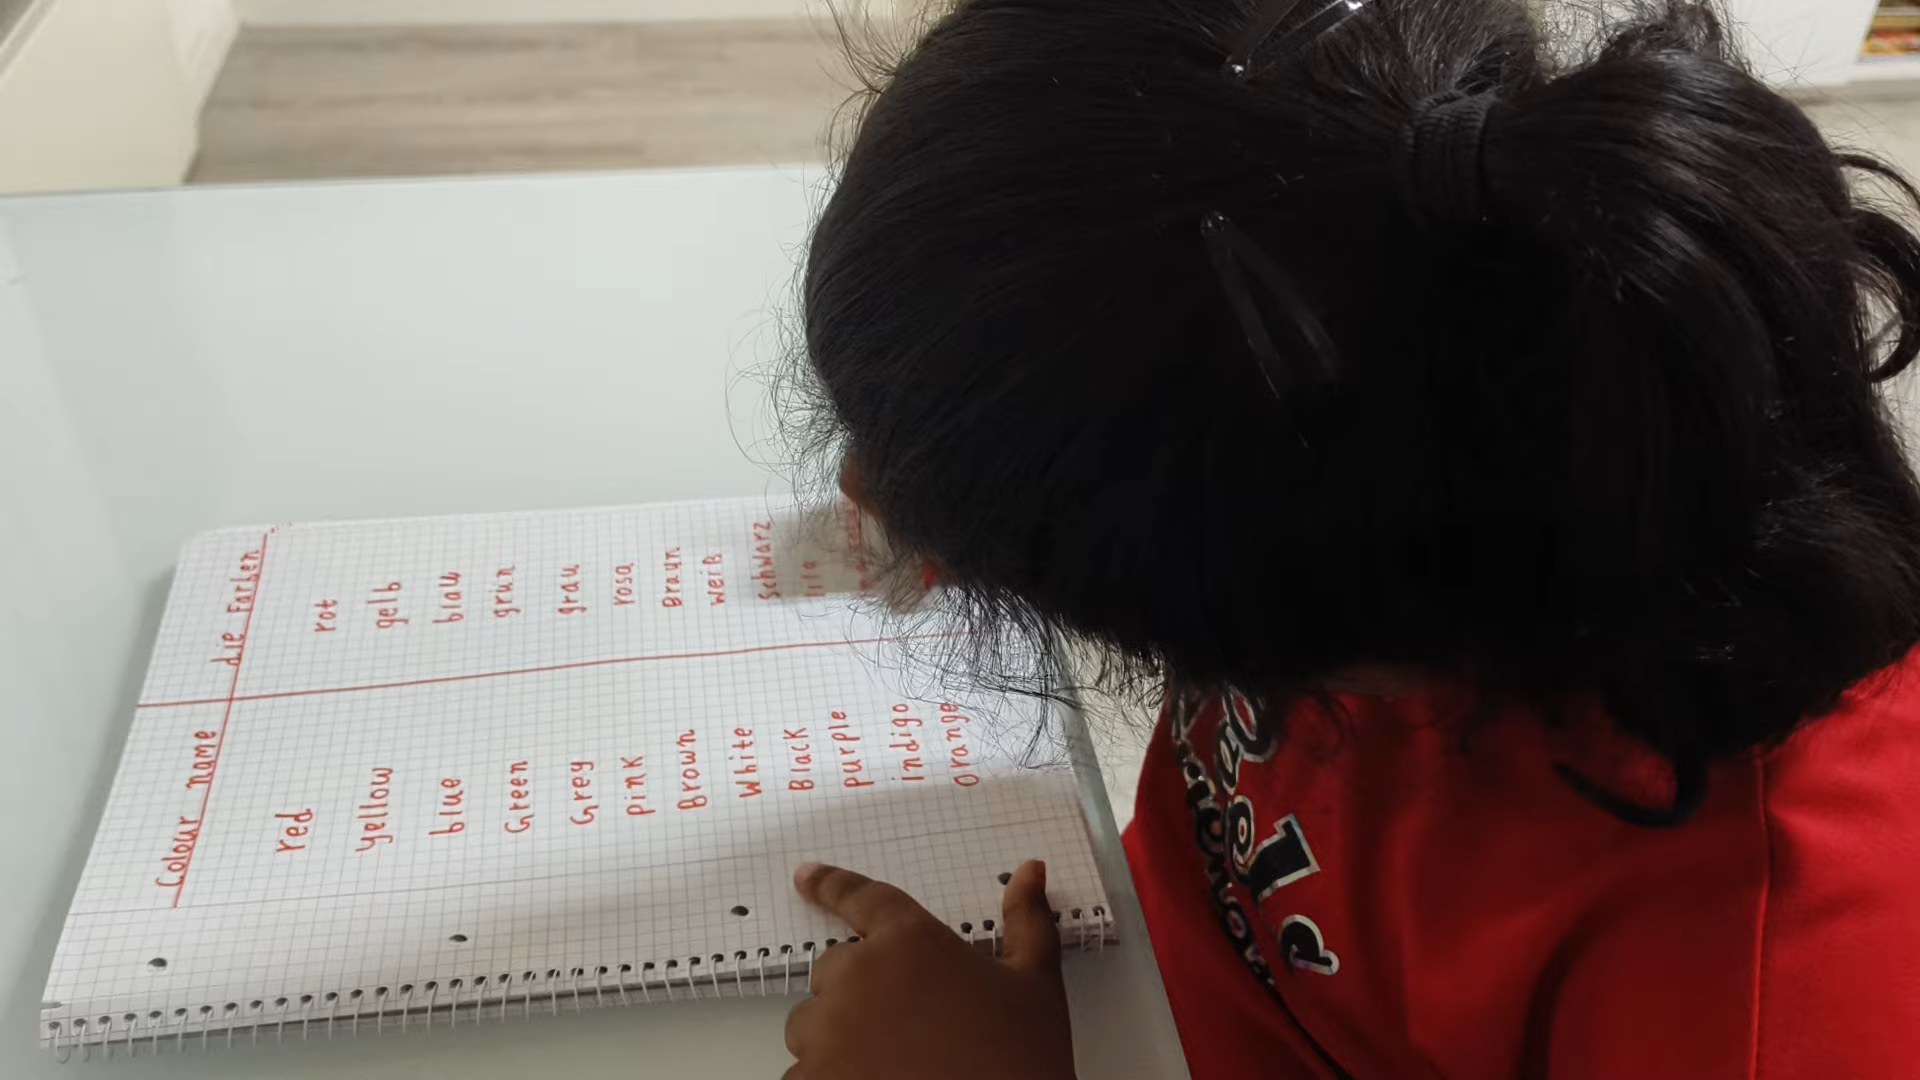 Colour name die Farben
red rot
yellow gelb
blue blau
Green grün
Grey grau
pink rosa
Brown Braun
White weiß
Black schwarz
purple lila
indigo
orange